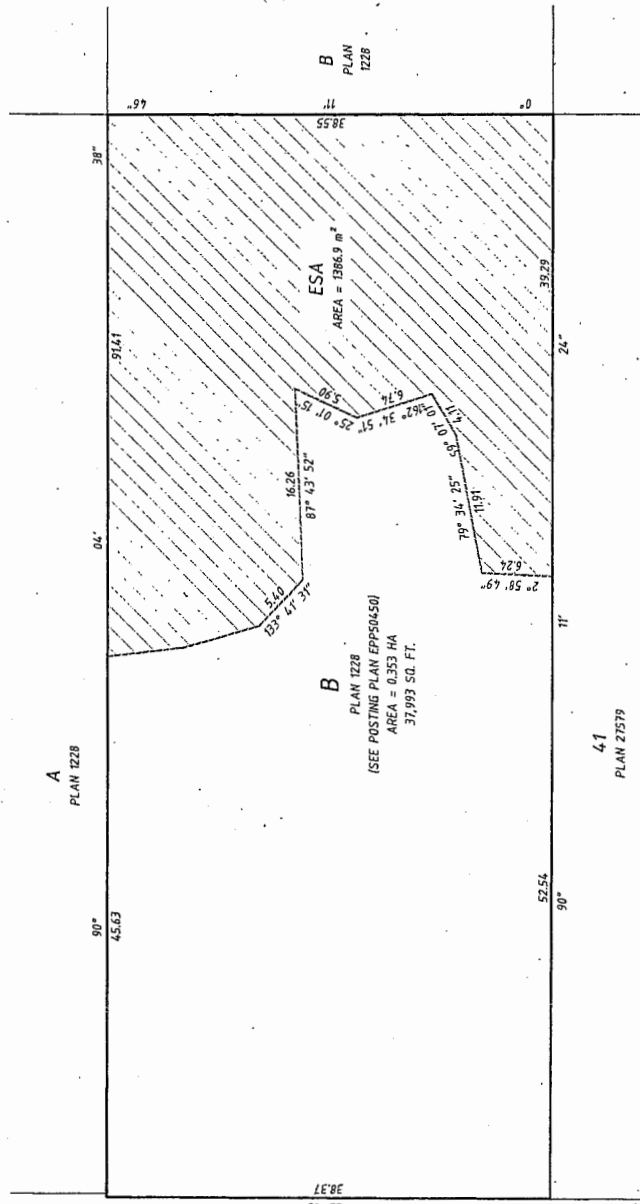 A
PLAN 1228
90°
04'
38"
45.63
91.41
B
PLAN
1228
46"
11'
0°
38.55
ESA
AREA = 1386.9 m²
5.40
133° 41' 31"
16.26
87° 43' 52"
5.90
25° 01' 15"
6.74
162° 34' 51"
4.11
59° 07' 01"
79° 34' 25"
11.91
6.24
2° 58' 49"
B
PLAN 1228
(SEE POSTING PLAN EPP50450)
AREA = 0.353 HA
37,993 SQ. FT.
38.37
52.54
39.29
90°
11'
24"
41
PLAN 27579